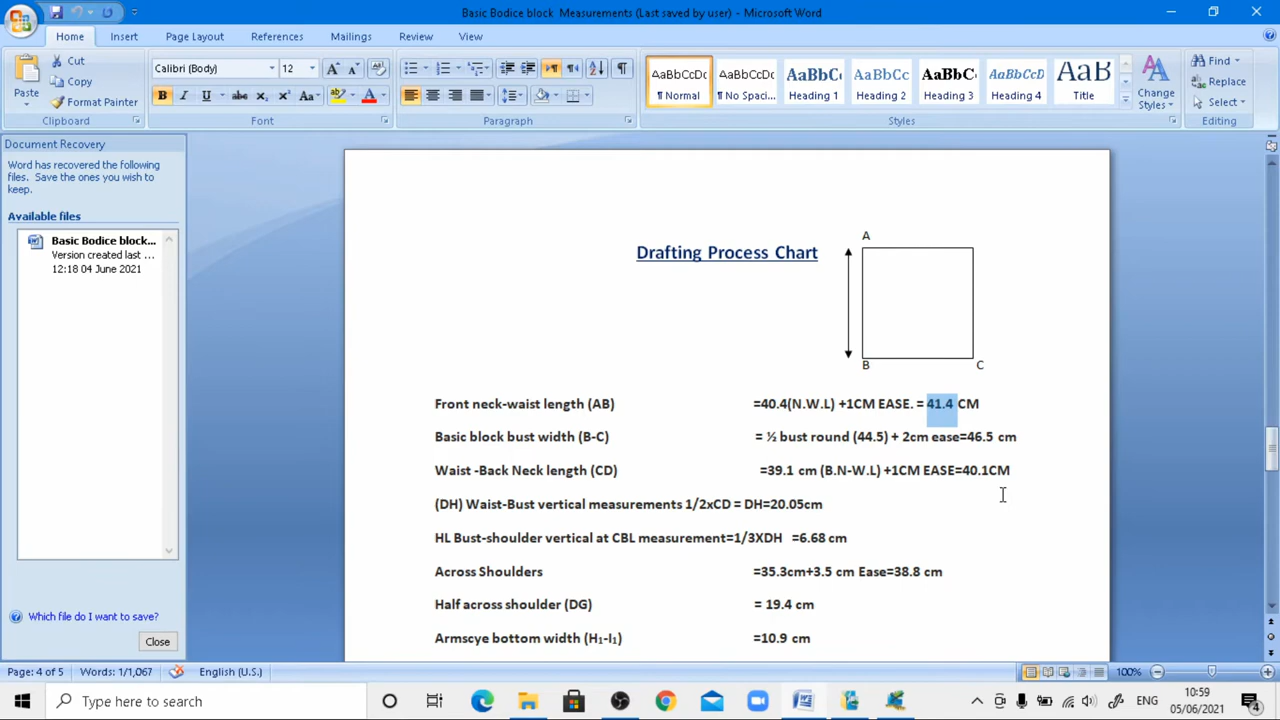 Basic Bodice block Measurements (Last saved by user) - Microsoft Word
Home Insert Page Layout References Mailings Review View
Paste
Cut
Copy
Format Painter
Clipboard
Calibri (Body) 12
B I U abc x₂ x² Aa
Font
Paragraph
AaBbCcDc AaBbCcDc AaBbC AaBbCc AaBbC AaBbCcD AaB
¶ Normal ¶ No Spaci... Heading 1 Heading 2 Heading 3 Heading 4 Title
Change
Styles
Styles
Find
Replace
Select
Editing
Document Recovery
Word has recovered the following
files. Save the ones you wish to
keep.
Available files
Basic Bodice block...
Version created last ...
12:18 04 June 2021
Which file do I want to save?
Close
A
Drafting Process Chart
B C
Front neck-waist length (AB) =40.4(N.W.L) +1CM EASE. = 41.4 CM
Basic block bust width (B-C) = ½ bust round (44.5) + 2cm ease=46.5 cm
Waist -Back Neck length (CD) =39.1 cm (B.N-W.L) +1CM EASE=40.1CM
(DH) Waist-Bust vertical measurements 1/2xCD = DH=20.05cm
HL Bust-shoulder vertical at CBL measurement=1/3XDH =6.68 cm
Across Shoulders =35.3cm+3.5 cm Ease=38.8 cm
Half across shoulder (DG) = 19.4 cm
Armscye bottom width (H₁-I₁) =10.9 cm
Page: 4 of 5 Words: 1/1,067 English (U.S.) 100%
Type here to search
ENG
10:59
05/06/2021
4